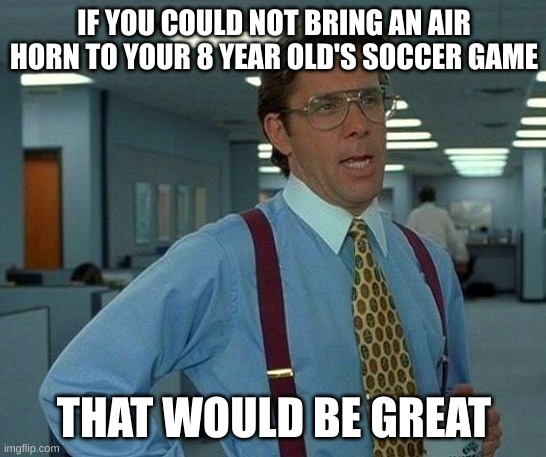 IF YOU COULD NOT BRING AN AIR
HORN TO YOUR 8 YEAR OLD'S SOCCER GAME
THAT WOULD BE GREAT
imgflip.com